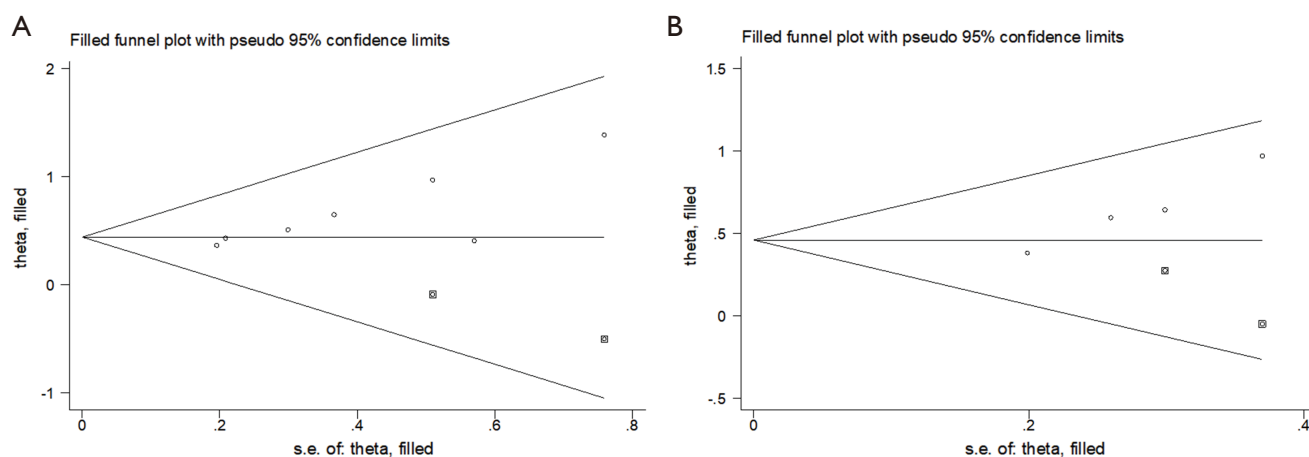 A
Filled funnel plot with pseudo 95% confidence limits
theta, filled
2
1
0
-1
0
.2
.4
.6
.8
s.e. of: theta, filled
B
Filled funnel plot with pseudo 95% confidence limits
theta, filled
1.5
1
.5
0
-.5
0
.2
.4
s.e. of: theta, filled